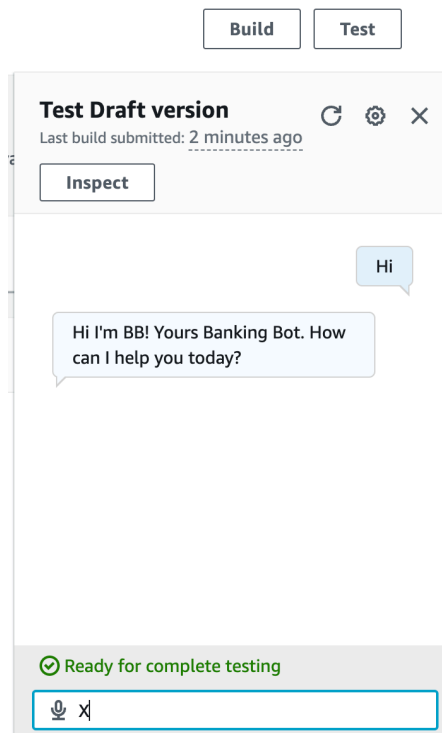 Build
Test
Test Draft version
Last build submitted: 2 minutes ago
Inspect
Hi
Hi I'm BB! Yours Banking Bot. How
can I help you today?
Ready for complete testing
X